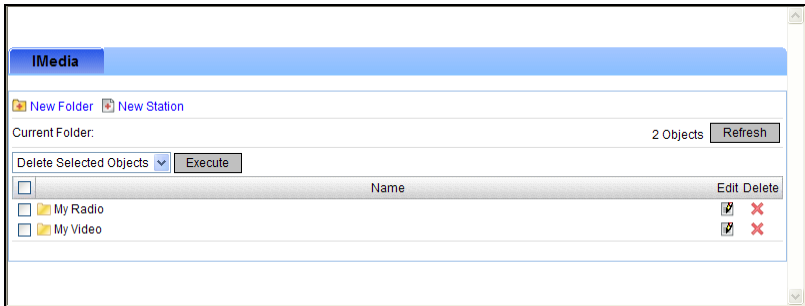 IMedia
New Folder New Station
Current Folder: 2 Objects Refresh
Delete Selected Objects Execute
Name Edit Delete
My Radio
My Video